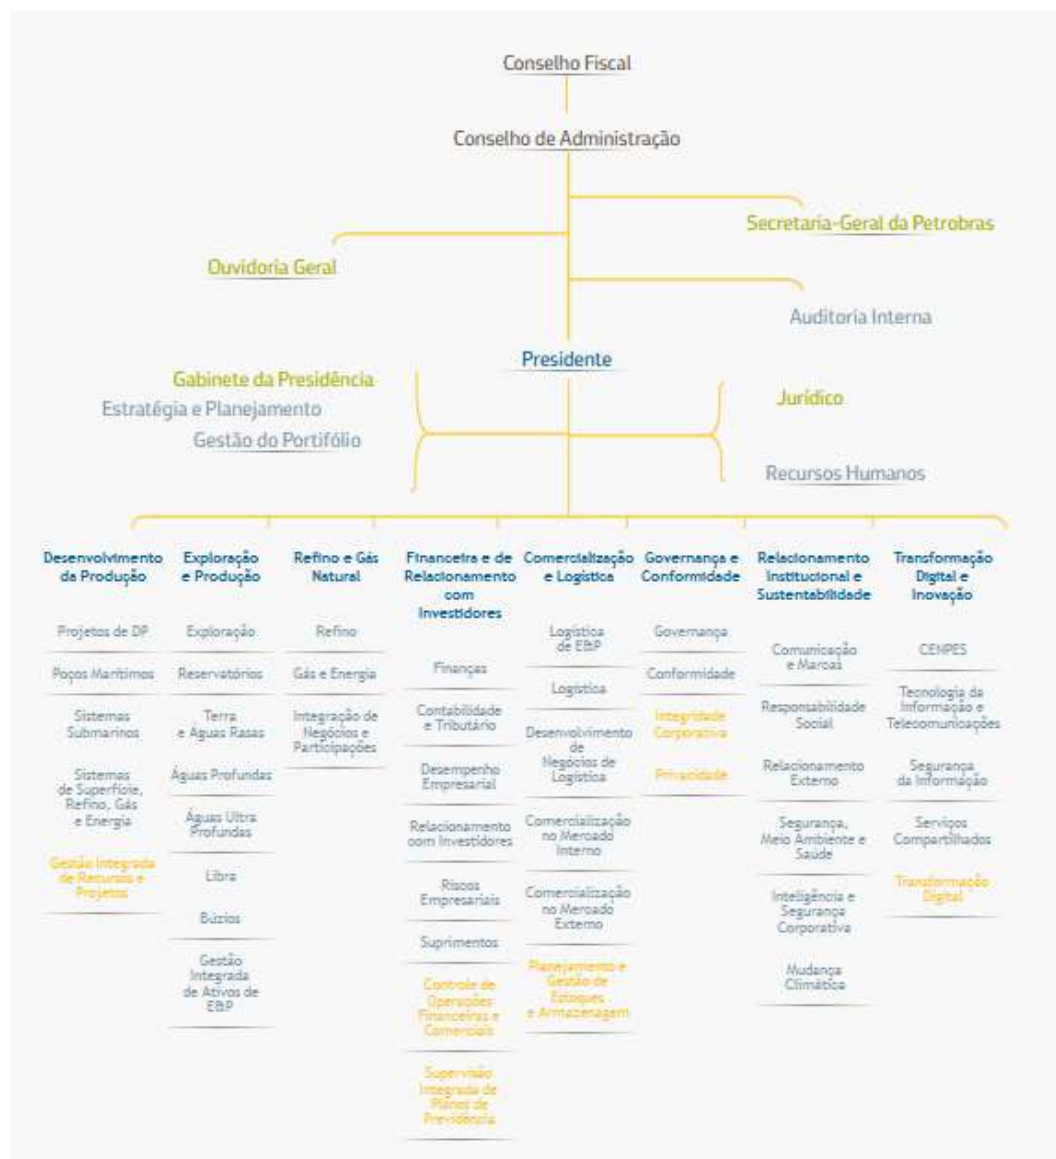 Conselho Fiscal
Conselho de Administração
Secretaria-Geral da Petrobras
Ouvidoria Geral
Auditoria Interna
Presidente
Gabinete da Presidência
Estratégia e Planejamento
Gestão do Portifólio
Jurídico
Recursos Humanos
Desenvolvimento
da Produção
Projetos de DP
Poços Marítimos
Sistemas
Submarinos
Sistemas
de Superfície,
Refino, Gás
e Energia
Gestão Integrada
de Recursos e
Projetos
Exploração
e Produção
Exploração
Reservatórios
Terra
e Águas Rasas
Águas Profundas
Águas Ultra
Profundas
Libra
Búzios
Gestão
Integrada
de Ativos de
E&P
Refino e Gás
Natural
Refino
Gás e Energia
Integração de
Negócios e
Participações
Financeira e de
Relacionamento
com
Investidores
Finanças
Contabilidade
e Tributário
Desempenho
Empresarial
Relacionamento
com Investidores
Riscos
Empresariais
Suprimentos
Controle de
Operações
Financeiras e
Comerciais
Supervisão
Integrada de
Planos de
Previdência
Comercialização
e Logística
Logística
de E&P
Logística
Desenvolvimento
de
Negócios de
Logística
Comercialização
no Mercado
Interno
Comercialização
no Mercado
Externo
Planejamento e
Gestão de
Estoques
e Armazenagem
Governança e
Conformidade
Governança
Conformidade
Integridade
Corporativa
Privacidade
Relacionamento
Institucional e
Sustentabilidade
Comunicação
e Marcas
Responsabilidade
Social
Relacionamento
Externo
Segurança,
Meio Ambiente e
Saúde
Inteligência e
Segurança
Corporativa
Mudança
Climática
Transformação
Digital e
Inovação
CENPES
Tecnologia da
Informação e
Telecomunicações
Segurança
da Informação
Serviços
Compartilhados
Transformação
Digital